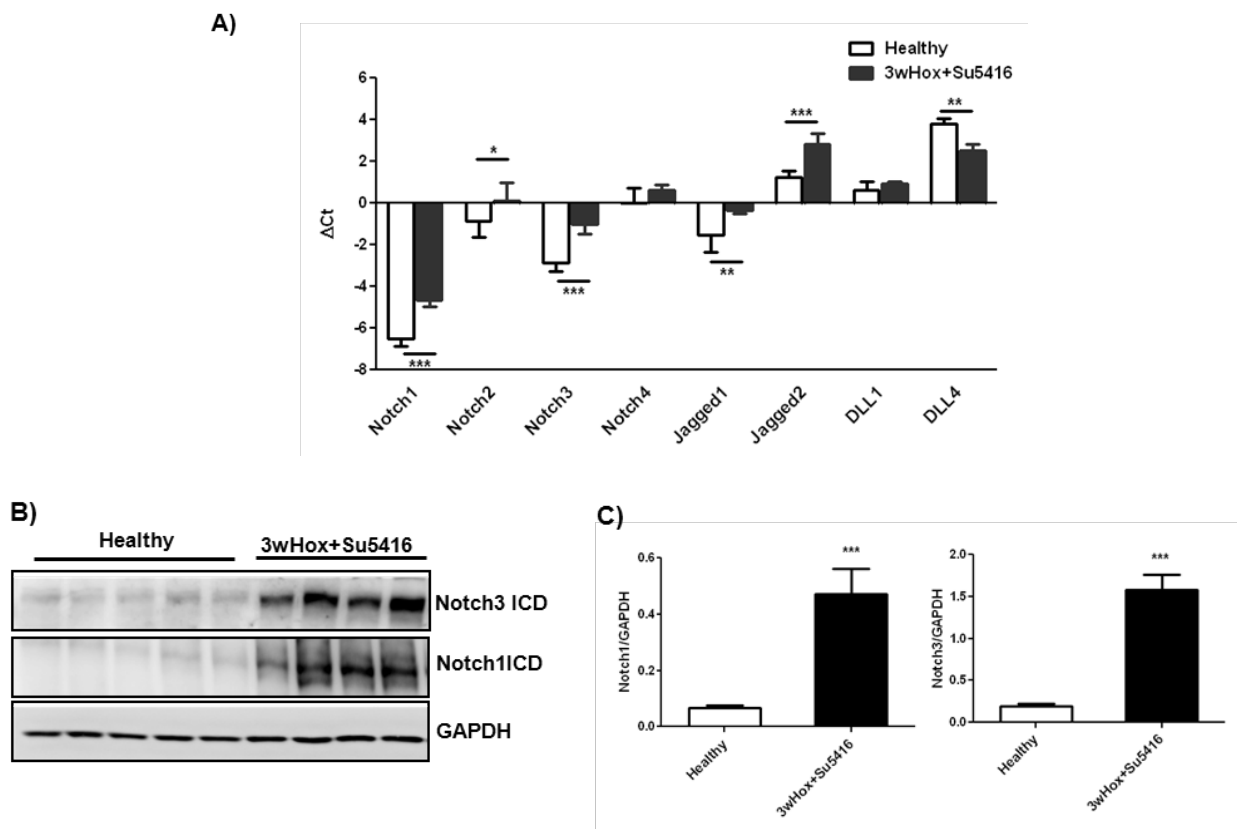 A)
Healthy
3wHox+Su5416
ΔCt
6
4
2
0
-2
-4
-6
-8
***
*
***
**
***
**
Notch1
Notch2
Notch3
Notch4
Jagged1
Jagged2
DLL1
DLL4
B)
Healthy
3wHox+Su5416
Notch3 ICD
Notch1ICD
GAPDH
C)
Notch1/GAPDH
0.6
0.4
0.2
0.0
***
Healthy
3wHox+Su5416
Notch3/GAPDH
2.0
1.5
1.0
0.5
0.0
***
Healthy
3wHox+Su5416